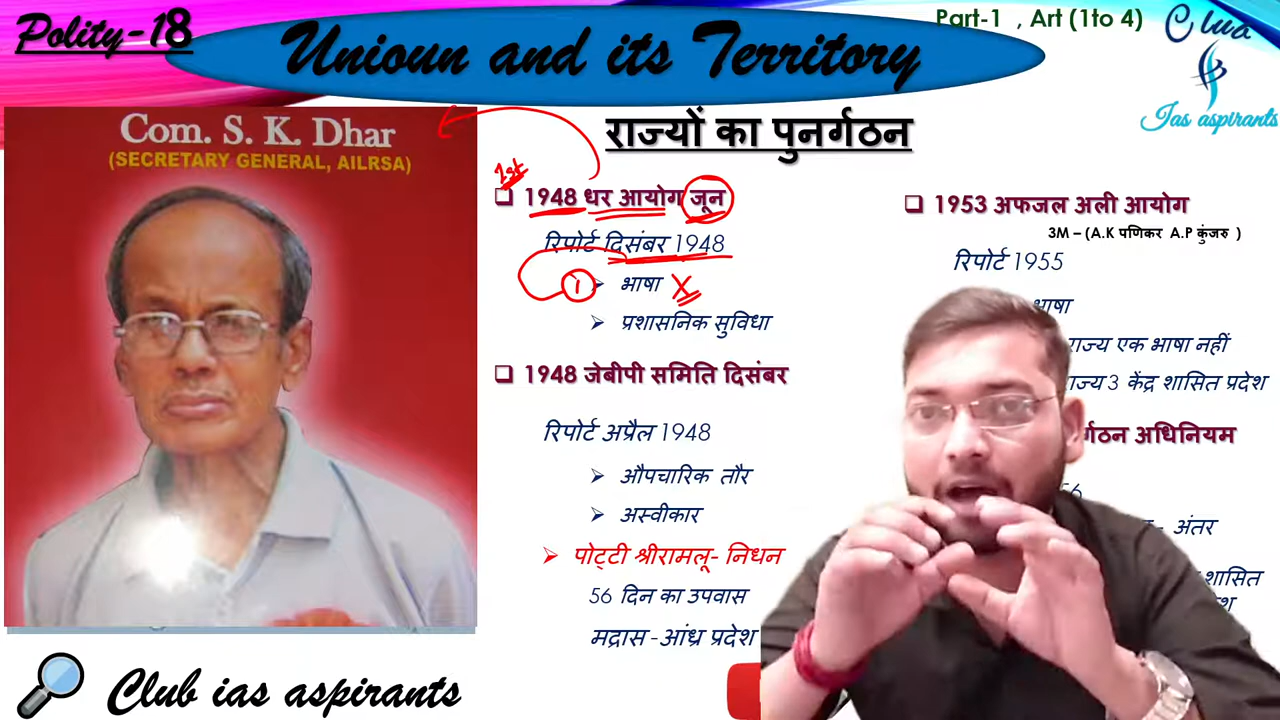 Polity-18
Unioun and its Territory
Part-1 , Art (1to 4)
Club
Ias aspirants
Com. S. K. Dhar
(SECRETARY GENERAL, AILRSA)
राज्यों का पुनर्गठन
1st
1948 धर आयोग जून
रिपोर्ट दिसंबर 1948
1
भाषा X
प्रशासनिक सुविधा
1948 जेबीपी समिति दिसंबर
रिपोर्ट अप्रैल 1948
औपचारिक तौर
अस्वीकार
पोट्टी श्रीरामलू- निधन
56 दिन का उपवास
मद्रास -आंध्र प्रदेश
1953 अफजल अली आयोग
3M – (A.K पणिकर A.P कुंजरु )
रिपोर्ट 1955
भाषा
राज्य एक भाषा नहीं
राज्य 3 केंद्र शासित प्रदेश
र्गठन अधिनियम
- अंतर
शासित
Club ias aspirants